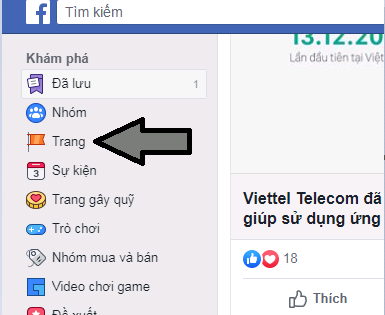 Tìm kiếm
Khám phá
Đã lưu 1
Nhóm
Trang
3
Sự kiện
Trang gây quỹ
Trò chơi
Nhóm mua và bán
Video chơi game
Đề xuất
13.12.20
Lần đầu tiên tại Việt
Viettel Telecom đã
giúp sử dụng ứng
18
Thích